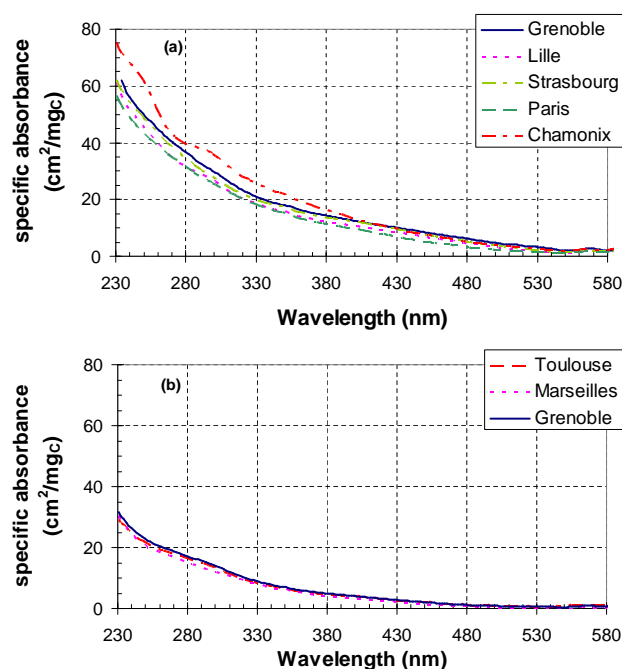 (a)
Grenoble
Lille
Strasbourg
Paris
Chamonix
specific absorbance
(cm²/mgC)
80
60
40
20
0
230 280 330 380 430 480 530 580
Wavelength (nm)
(b)
Toulouse
Marseilles
Grenoble
specific absorbance
(cm²/mgC)
80
60
40
20
0
230 280 330 380 430 480 530 580
Wavelength (nm)